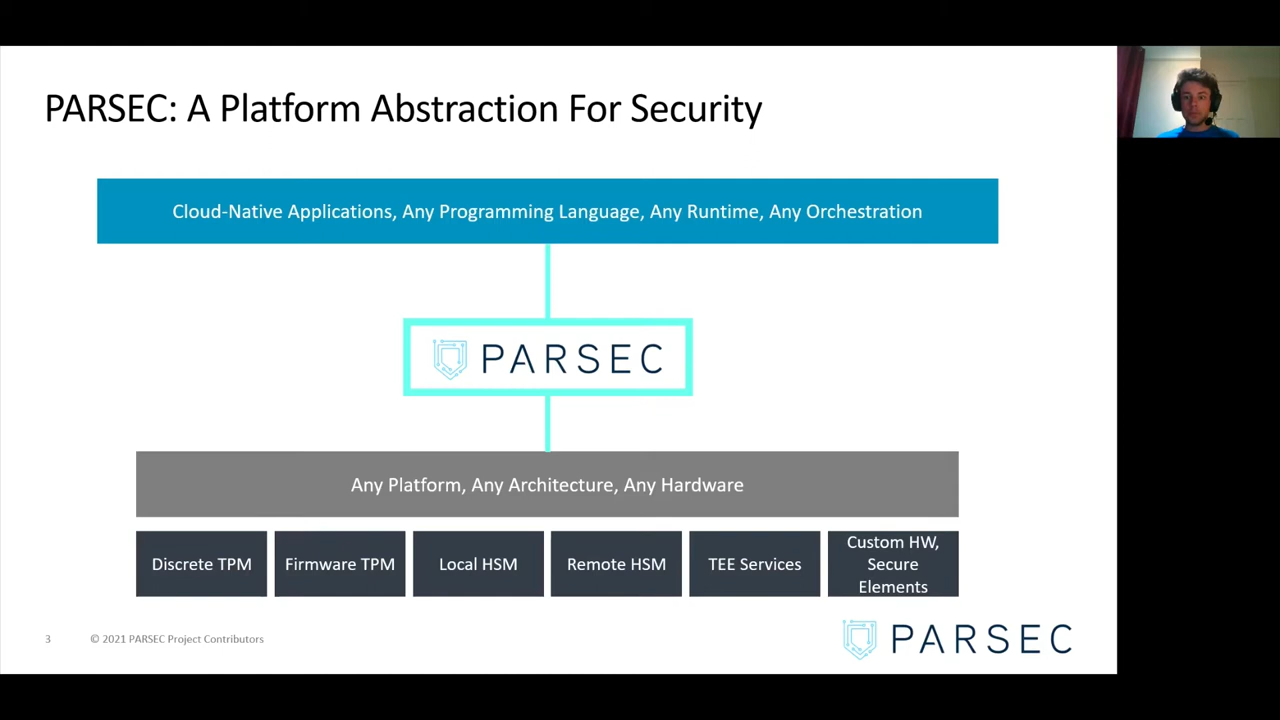 PARSEC: A Platform Abstraction For Security
Cloud-Native Applications, Any Programming Language, Any Runtime, Any Orchestration
PARSEC
Any Platform, Any Architecture, Any Hardware
Discrete TPM
Firmware TPM
Local HSM
Remote HSM
TEE Services
Custom HW,
Secure
Elements
3
© 2021 PARSEC Project Contributors
PARSEC